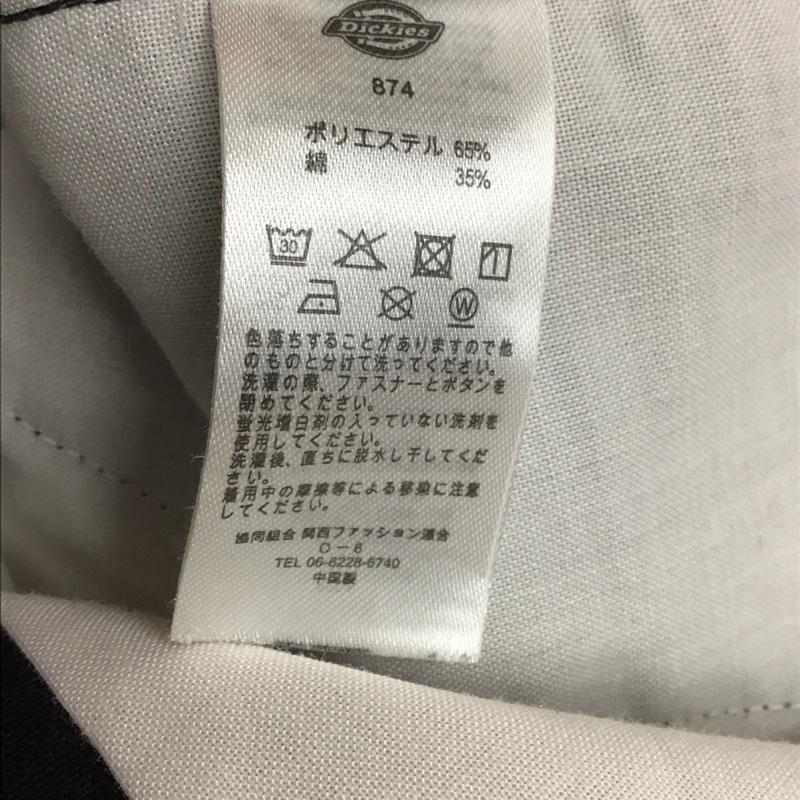 Dickies
874
ポリエステル 65%
綿 35%
30
W
色落ちすることがありますので他
のものと分けて洗ってください。
洗濯の際、ファスナーとボタンを
閉めてください。
蛍光増白剤の入っていない洗剤を
使用してください。
洗濯後、直ちに脱水し干してくだ
さい。
着用中の摩擦等による移染に注意
してください。
協同組合 関西ファッション連合
O-6
TEL 06-6228-6740
中国製